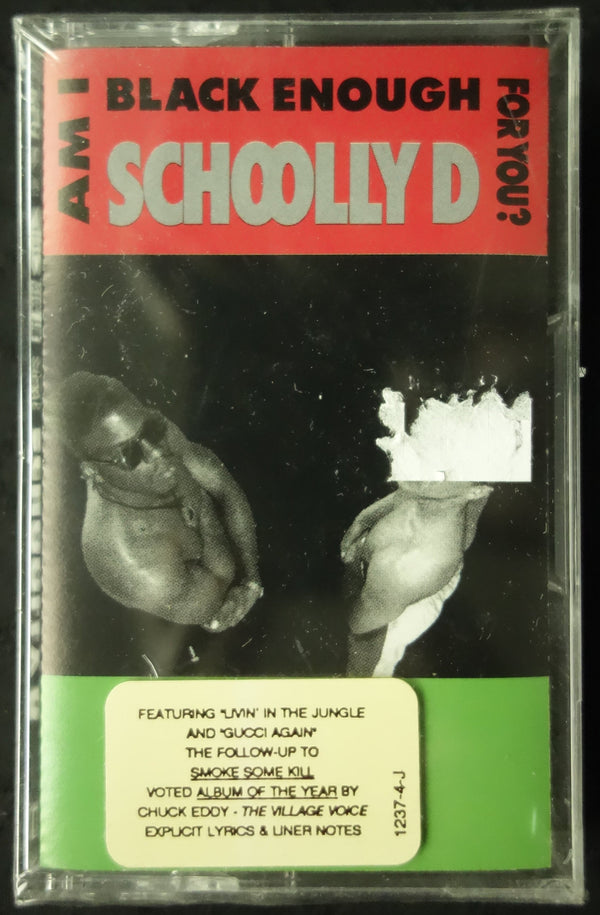 AM I
BLACK ENOUGH
FOR YOU?
SCHOOLLY D
FEATURING "LIVIN' IN THE JUNGLE
AND "GUCCI AGAIN"
THE FOLLOW-UP TO
SMOKE SOME KILL
VOTED ALBUM OF THE YEAR BY
CHUCK EDDY - THE VILLAGE VOICE
EXPLICIT LYRICS & LINER NOTES
1237-4-J